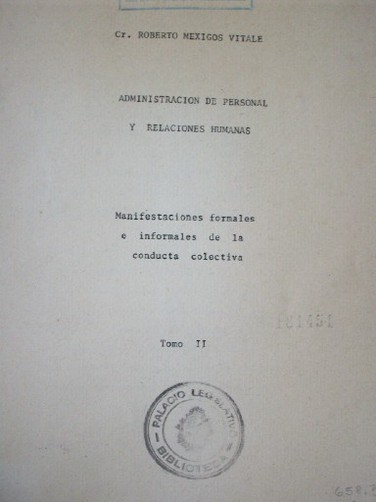 Cr. ROBERTO MEXIGOS VITALE
ADMINISTRACION DE PERSONAL
Y RELACIONES HUMANAS
Manifestaciones formales
e informales de la
conducta colectiva
Tomo II
PALACIO LEGISLATIVO
BIBLIOTECA